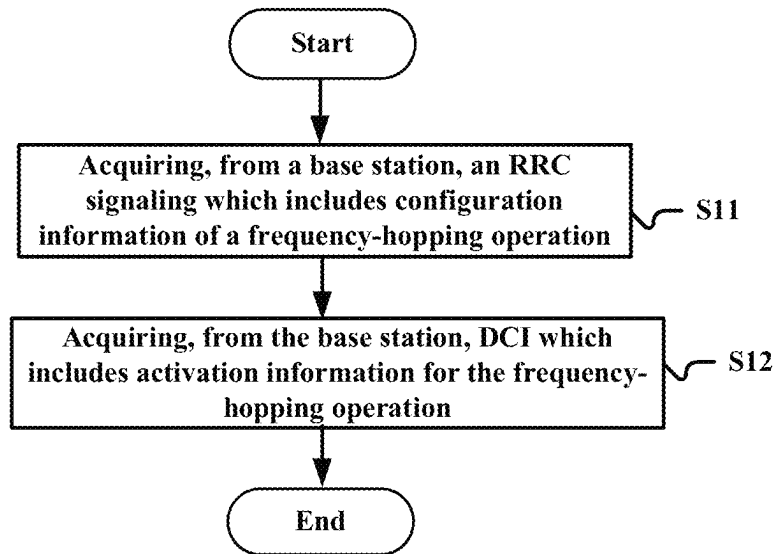 Start
Acquiring, from a base station, an RRC
signaling which includes configuration
information of a frequency-hopping operation
S11
Acquiring, from the base station, DCI which
includes activation information for the frequency-
hopping operation
S12
End